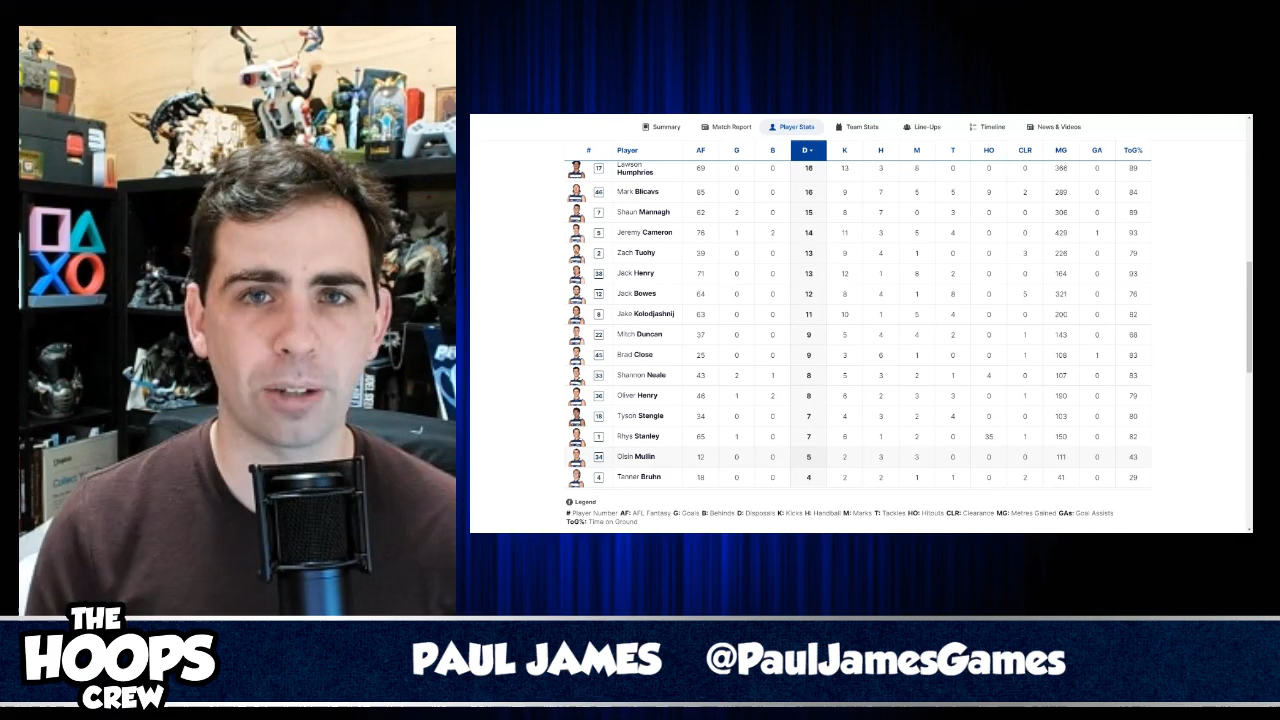 Summary Match Report Player Stats Team Stats Line-Ups Timeline News & Videos
# Player AF G B D K H M T HO CLR MG GA ToG%
17 Lawson Humphries 69 0 0 16 13 3 8 0 0 0 366 0 89
46 Mark Blicavs 85 0 0 16 9 7 5 5 9 2 289 0 84
7 Shaun Mannagh 62 2 0 15 8 7 0 3 0 0 306 0 89
5 Jeremy Cameron 76 1 2 14 11 3 5 4 0 0 429 1 93
2 Zach Tuohy 39 0 0 13 9 4 1 0 0 3 226 0 79
38 Jack Henry 71 0 0 13 12 1 8 2 0 0 164 0 93
12 Jack Bowes 64 0 0 12 8 4 1 8 0 5 321 0 76
8 Jake Kolodjashnij 63 0 0 11 10 1 5 4 0 0 200 0 82
22 Mitch Duncan 37 0 0 9 5 4 4 2 0 1 143 0 68
45 Brad Close 25 0 0 9 3 6 1 0 0 1 108 1 83
33 Shannon Neale 43 2 1 8 5 3 2 1 4 0 107 0 83
36 Oliver Henry 46 1 2 8 6 2 3 3 0 1 190 0 79
18 Tyson Stengle 34 0 0 7 4 3 2 4 0 0 103 0 80
1 Rhys Stanley 65 1 0 7 6 1 2 0 35 1 150 0 82
34 Oisin Mullin 12 0 0 5 2 3 3 0 0 0 111 0 43
4 Tanner Bruhn 18 0 0 4 2 2 1 1 0 2 41 0 29
Legend
# Player Number AF: AFL Fantasy G: Goals B: Behinds D: Disposals K: Kicks H: Handball M: Marks T: Tackles HO: Hitouts CLR: Clearance MG: Metres Gained GAs: Goal Assists
ToG%: Time on Ground
THE
HOOPS
CREW
PAUL JAMES @PaulJamesGames